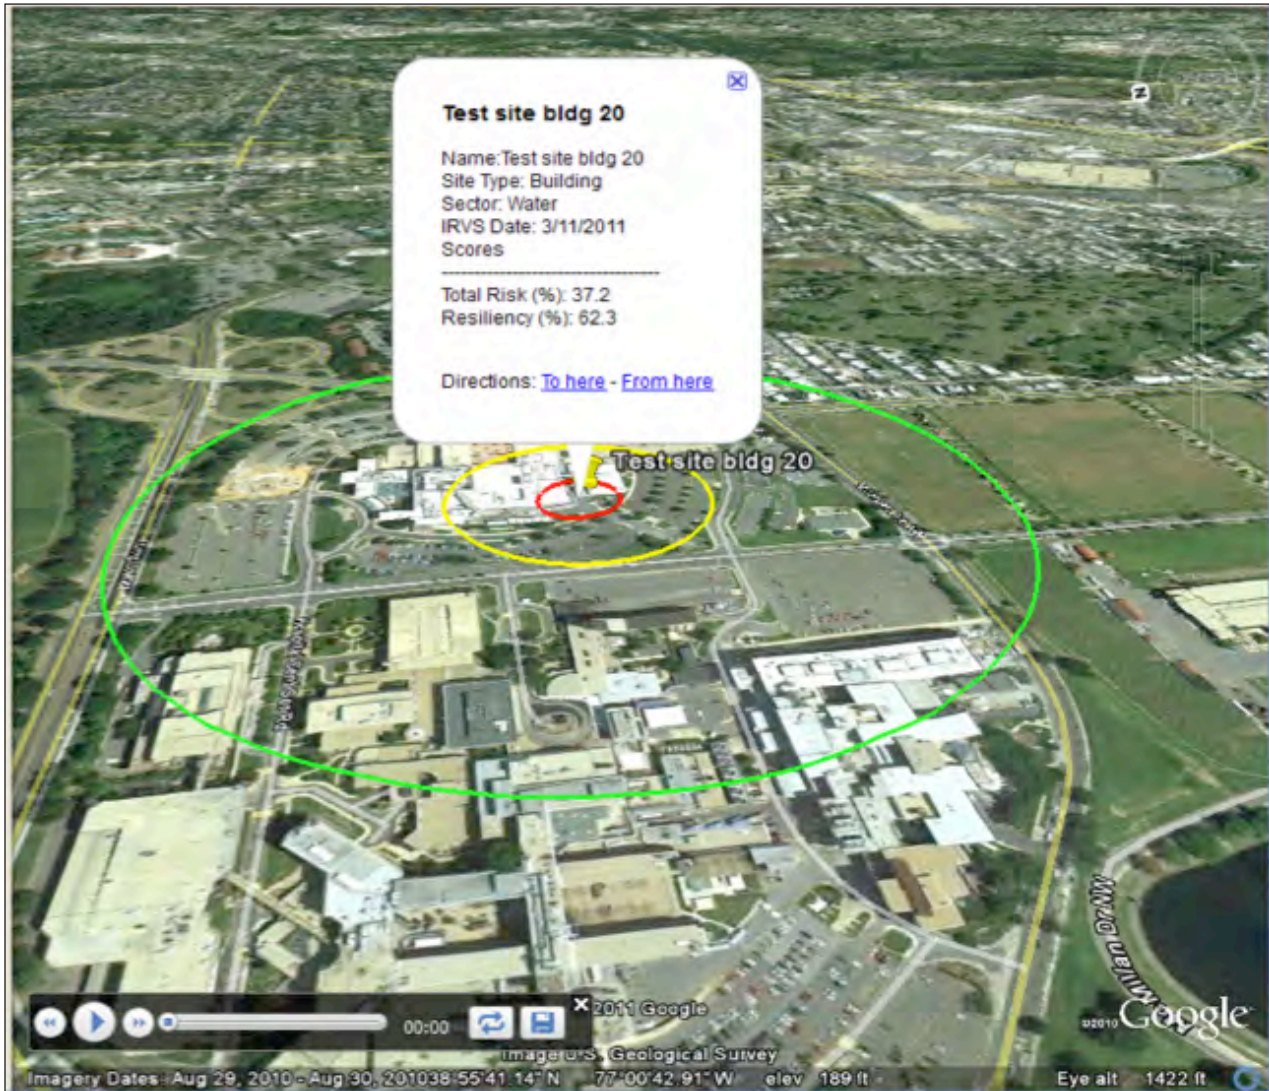 Test site bldg 20
Name:Test site bldg 20
Site Type: Building
Sector: Water
IRVS Date: 3/11/2011
Scores
------------------------------------
Total Risk (%): 37.2
Resiliency (%): 62.3
Directions: To here - From here
Test site bldg 20
Millan Dr NW
00:00
2011 Google
©2010 Google
Image U.S. Geological Survey
Imagery Dates: Aug 29, 2010 - Aug 30, 2010 38°55'41.14" N 77°00'42.91" W elev 189 ft Eye alt 1422 ft